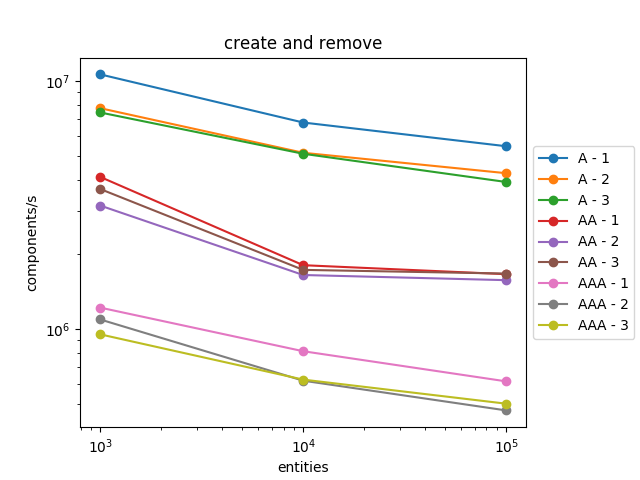 create and remove
10^7
10^6
components/s
10^3
10^4
10^5
entities
A - 1
A - 2
A - 3
AA - 1
AA - 2
AA - 3
AAA - 1
AAA - 2
AAA - 3